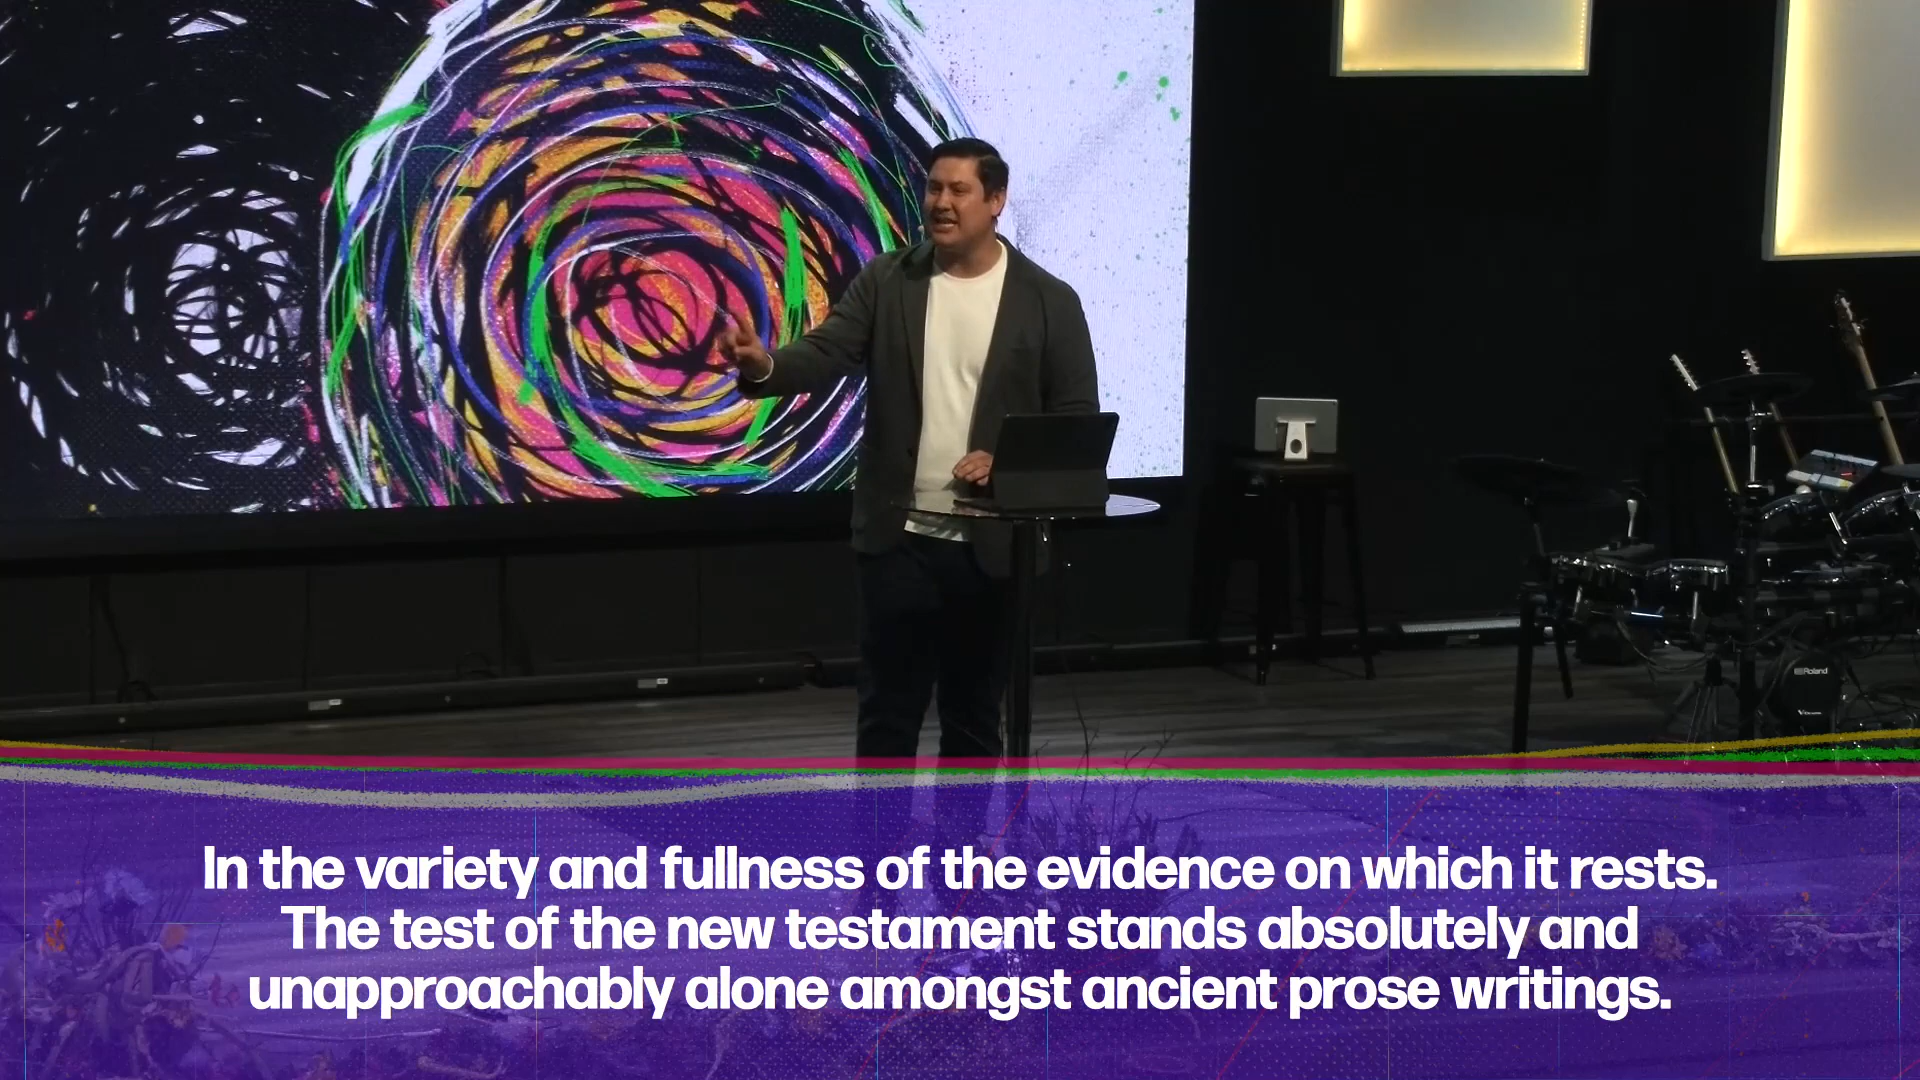 Roland
In the variety and fullness of the evidence on which it rests.
The test of the new testament stands absolutely and
unapproachably alone amongst ancient prose writings.